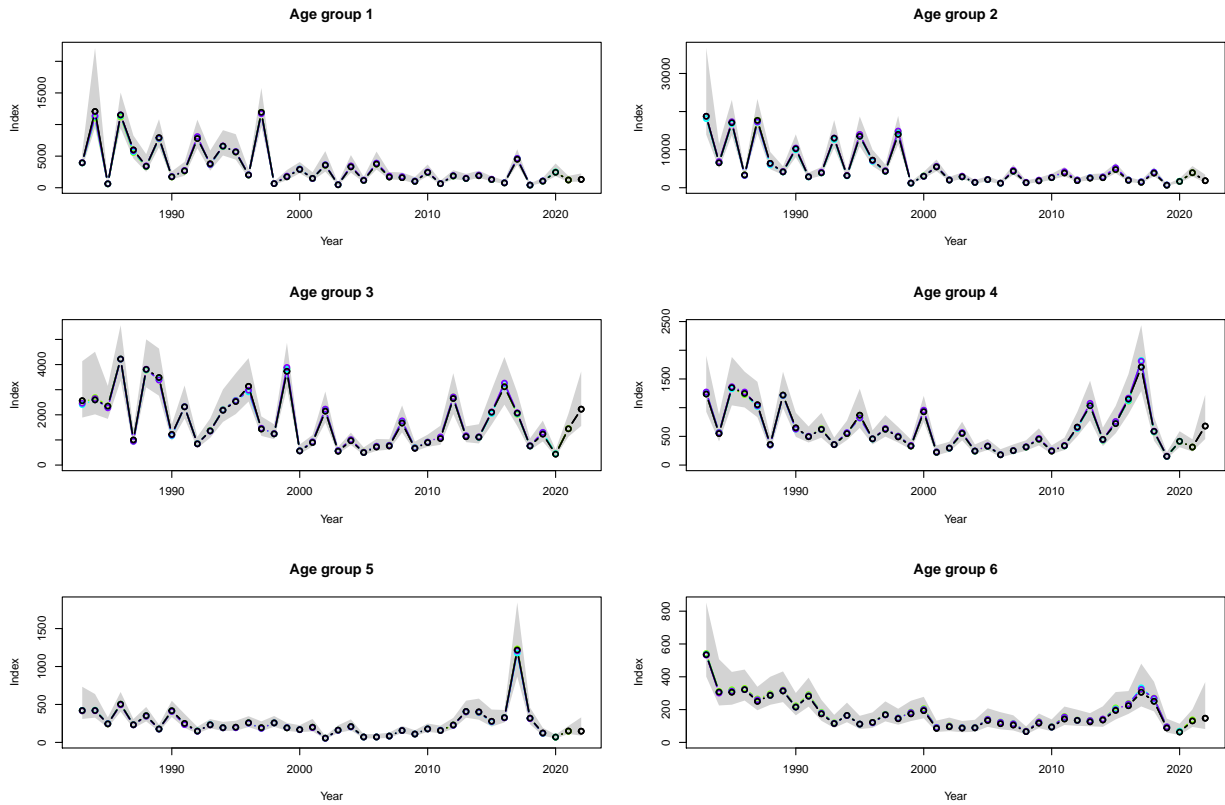 Age group 1
Index
0 5000 15000
1990 2000 2010 2020
Year
Age group 2
Index
0 10000 30000
1990 2000 2010 2020
Year
Age group 3
Index
0 2000 4000
1990 2000 2010 2020
Year
Age group 4
Index
0 500 1500 2500
1990 2000 2010 2020
Year
Age group 5
Index
0 500 1000 1500
1990 2000 2010 2020
Year
Age group 6
Index
0 200 400 600 800
1990 2000 2010 2020
Year